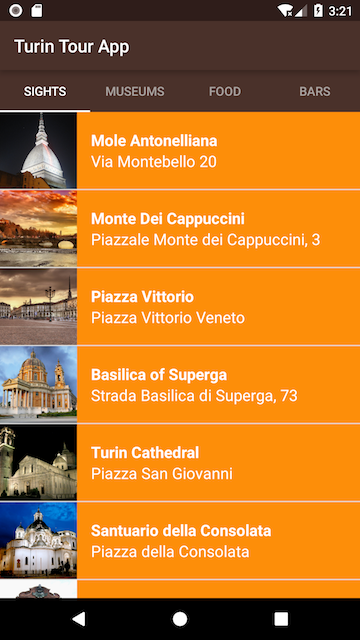 3:21
Turin Tour App
SIGHTS MUSEUMS FOOD BARS
Mole Antonelliana
Via Montebello 20
Monte Dei Cappuccini
Piazzale Monte dei Cappuccini, 3
Piazza Vittorio
Piazza Vittorio Veneto
Basilica of Superga
Strada Basilica di Superga, 73
Turin Cathedral
Piazza San Giovanni
Santuario della Consolata
Piazza della Consolata